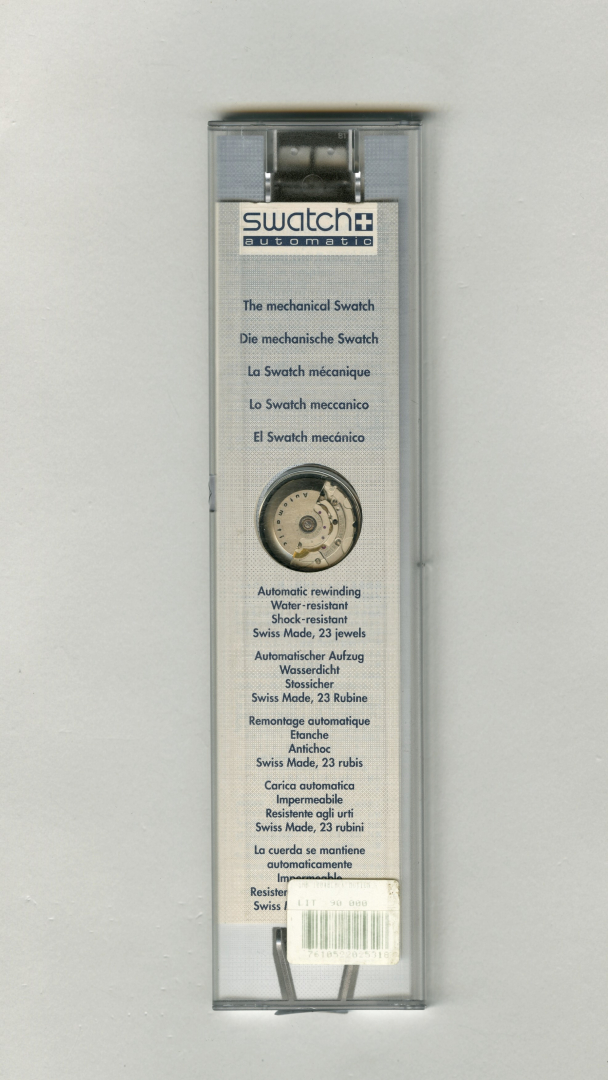 swatch
automatic
The mechanical Swatch
Die mechanische Swatch
La Swatch mécanique
Lo Swatch meccanico
El Swatch mecánico
Automatic
Automatic rewinding
Water-resistant
Shock-resistant
Swiss Made, 23 jewels
Automatischer Aufzug
Wasserdicht
Stossicher
Swiss Made, 23 Rubine
Remontage automatique
Etanche
Antichoc
Swiss Made, 23 rubis
Carica automatica
Impermeabile
Resistente agli urti
Swiss Made, 23 rubini
La cuerda se mantiene
automaticamente
Impermeable
Swiss
LIT 90 000